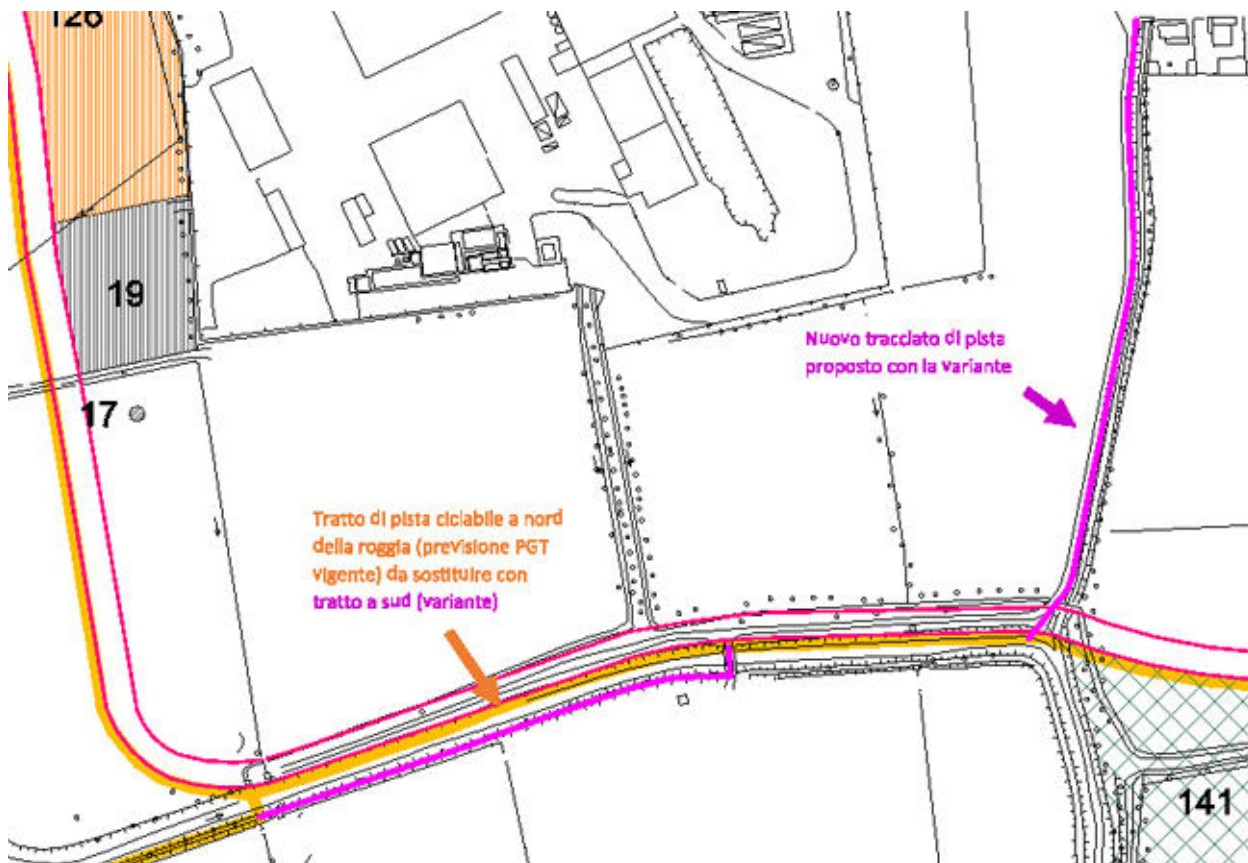 126
19
17
Nuovo tracciato di pista
proposto con la variante
Tratto di pista ciclabile a nord
della roggia (previsione PGT
vigente) da sostituire con
tratto a sud (variante)
141